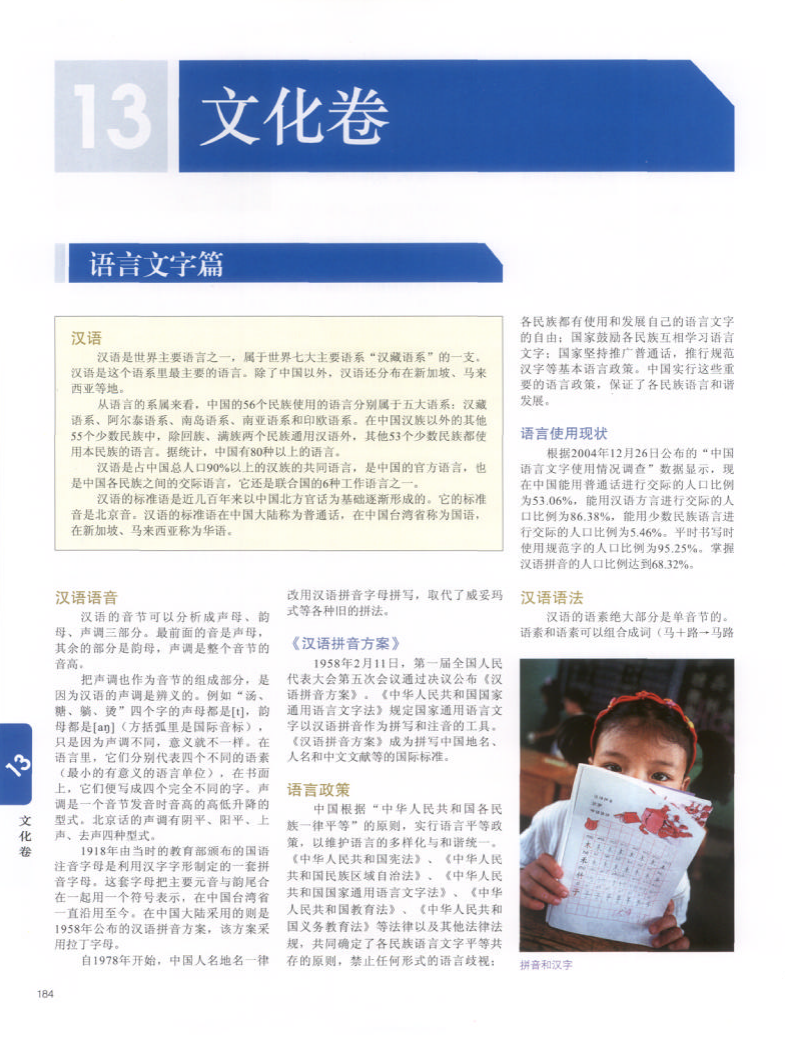 13 文化卷
语言文字篇
汉语
汉语是世界主要语言之一，属于世界七大主要语系“汉藏语系”的一支。
汉语是这个语系里最主要的语言。除了中国以外，汉语还分布在新加坡、马来
西亚等地。
从语言的系属来看，中国的56个民族使用的语言分别属于五大语系：汉藏
语系、阿尔泰语系、南岛语系、南亚语系和印欧语系。在中国汉族以外的其他
55个少数民族中，除回族、满族两个民族通用汉语外，其他53个少数民族都使
用本民族的语言。据统计，中国有80种以上的语言。
汉语是占中国总人口90%以上的汉族的共同语言，是中国的官方语言，也
是中国各民族之间的交际语言，它还是联合国的6种工作语言之一。
汉语的标准语是近几百年来以中国北方官话为基础逐渐形成的。它的标准
音是北京音。汉语的标准语在中国大陆称为普通话，在中国台湾省称为国语，
在新加坡、马来西亚称为华语。
汉语语音
汉语的音节可以分析成声母、韵
母、声调三部分。最前面的音是声母，
其余的部分是韵母，声调是整个音节的
音高。
把声调也作为音节的组成部分，是
因为汉语的声调是辨义的。例如“汤、
糖、躺、烫”四个字的声母都是[t]，韵
母都是[aŋ]（方括弧里是国际音标），
只是因为声调不同，意义就不一样。在
语言里，它们分别代表四个不同的语素
（最小的有意义的语言单位），在书面
上，它们便写成四个完全不同的字。声
调是一个音节发音时音高的高低升降的
型式。北京话的声调有阴平、阳平、上
声、去声四种型式。
1918年由当时的教育部颁布的国语
注音字母是利用汉字字形制定的一套拼
音字母。这套字母把主要元音与韵尾合
在一起用一个符号表示，在中国台湾省
一直沿用至今。在中国大陆采用的则是
1958年公布的汉语拼音方案，该方案采
用拉丁字母。
自1978年开始，中国人名地名一律
改用汉语拼音字母拼写，取代了威妥玛
式等各种旧的拼法。
《汉语拼音方案》
1958年2月11日，第一届全国人民
代表大会第五次会议通过决议公布《汉
语拼音方案》。《中华人民共和国国家
通用语言文字法》规定国家通用语言文
字以汉语拼音作为拼写和注音的工具。
《汉语拼音方案》成为拼写中国地名、
人名和中文文献等的国际标准。
语言政策
中国根据“中华人民共和国各民
族一律平等”的原则，实行语言平等政
策，以维护语言的多样化与和谐统一。
《中华人民共和国宪法》、《中华人民
共和国民族区域自治法》、《中华人民
共和国国家通用语言文字法》、《中华
人民共和国教育法》、《中华人民共和
国义务教育法》等法律以及其他法律法
规，共同确定了各民族语言文字平等共
存的原则，禁止任何形式的语言歧视；
各民族都有使用和发展自己的语言文字
的自由；国家鼓励各民族互相学习语言
文字；国家坚持推广普通话，推行规范
汉字等基本语言政策。中国实行这些重
要的语言政策，保证了各民族语言和谐
发展。
语言使用现状
根据2004年12月26日公布的“中国
语言文字使用情况调查”数据显示，现
在中国能用普通话进行交际的人口比例
为53.06%，能用汉语方言进行交际的人
口比例为86.38%，能用少数民族语言进
行交际的人口比例为5.46%。平时书写时
使用规范字的人口比例为95.25%。掌握
汉语拼音的人口比例达到68.32%。
汉语语法
汉语的语素绝大部分是单音节的。
语素和语素可以组合成词（马＋路→马路
拼音和汉字
13
文
化
卷
184